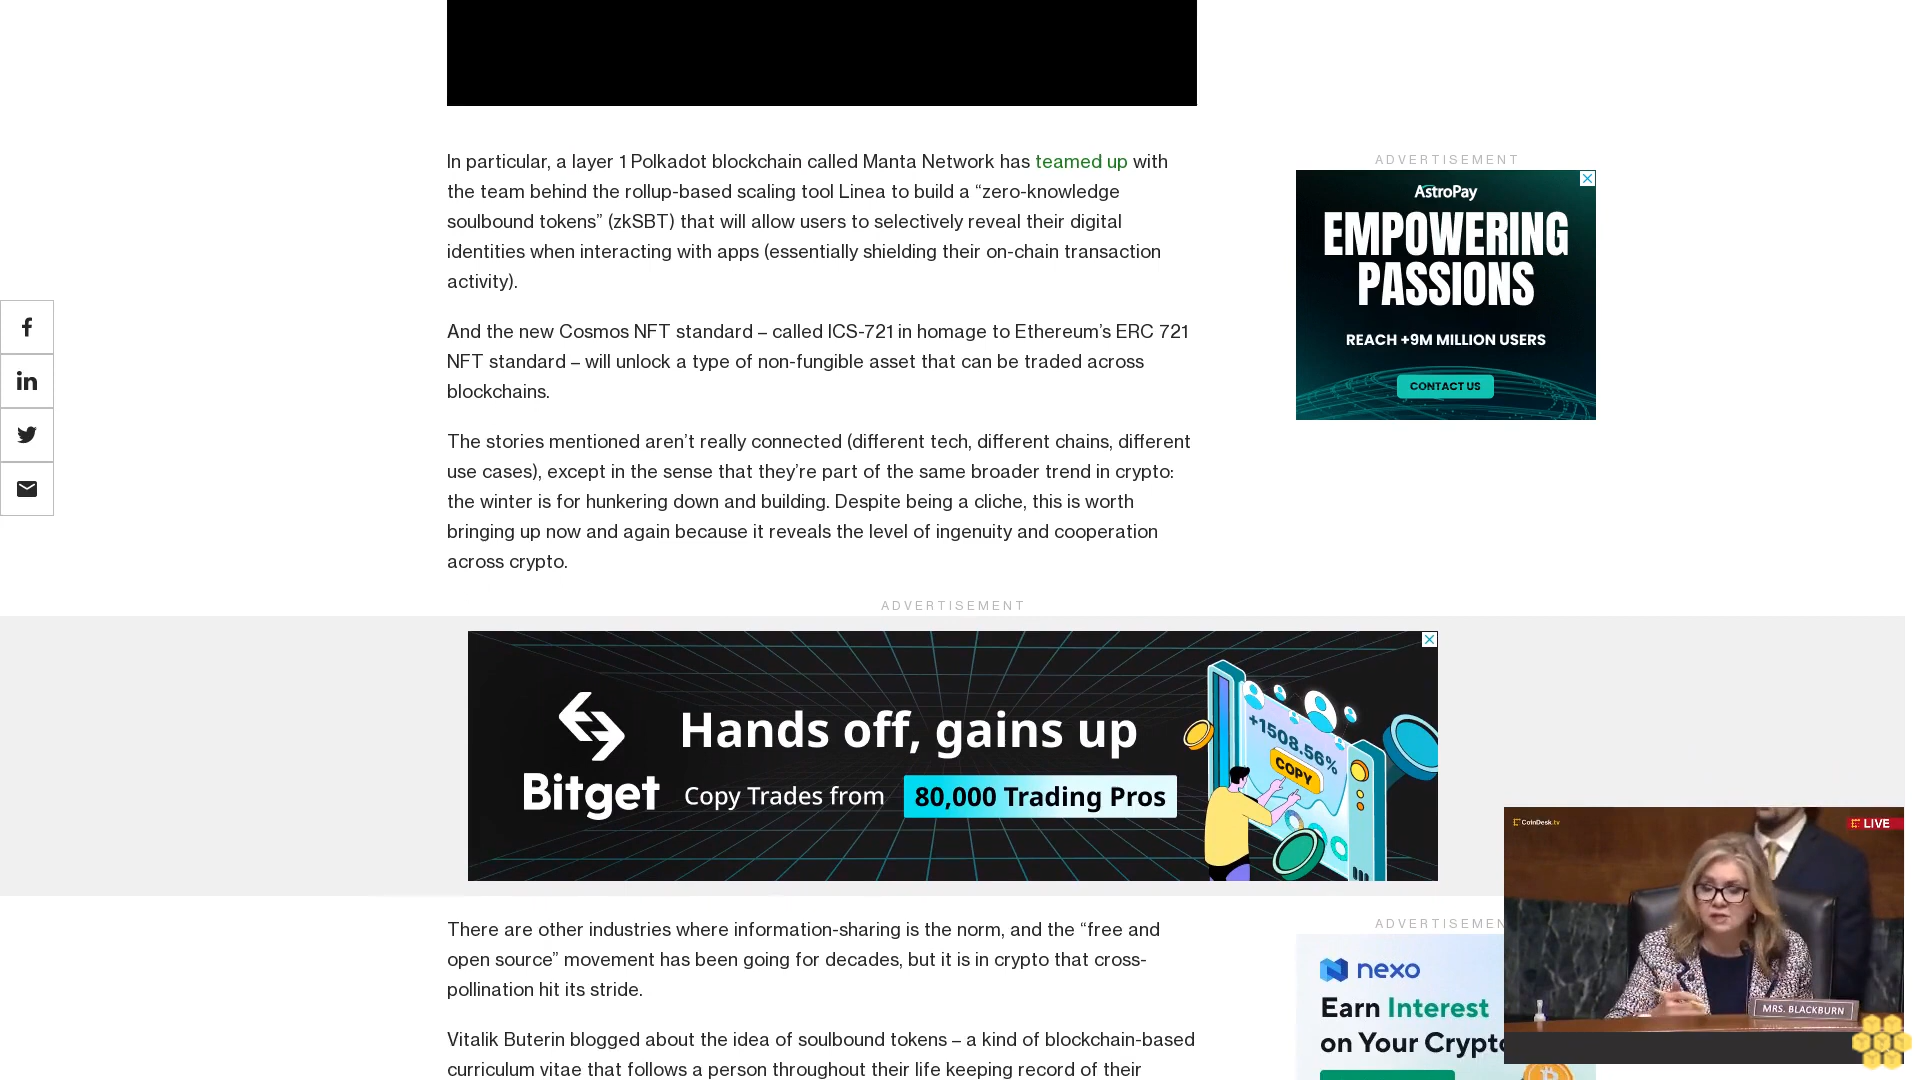 In particular, a layer 1 Polkadot blockchain called Manta Network has teamed up with
the team behind the rollup-based scaling tool Linea to build a “zero-knowledge
soulbound tokens” (zkSBT) that will allow users to selectively reveal their digital
identities when interacting with apps (essentially shielding their on-chain transaction
activity).
And the new Cosmos NFT standard – called ICS-721 in homage to Ethereum’s ERC 721
NFT standard – will unlock a type of non-fungible asset that can be traded across
blockchains.
The stories mentioned aren’t really connected (different tech, different chains, different
use cases), except in the sense that they’re part of the same broader trend in crypto:
the winter is for hunkering down and building. Despite being a cliche, this is worth
bringing up now and again because it reveals the level of ingenuity and cooperation
across crypto.
ADVERTISEMENT
AstroPay
EMPOWERING
PASSIONS
REACH +9M MILLION USERS
CONTACT US
ADVERTISEMENT
Bitget
Hands off, gains up
Copy Trades from 80,000 Trading Pros
+1508.56%
COPY
There are other industries where information-sharing is the norm, and the “free and
open source” movement has been going for decades, but it is in crypto that cross-
pollination hit its stride.
Vitalik Buterin blogged about the idea of soulbound tokens – a kind of blockchain-based
curriculum vitae that follows a person throughout their life keeping record of their
ADVERTISEMEN
nexo
Earn Interest
on Your Crypto
CoinDesk.tv
LIVE
MRS. BLACKBURN